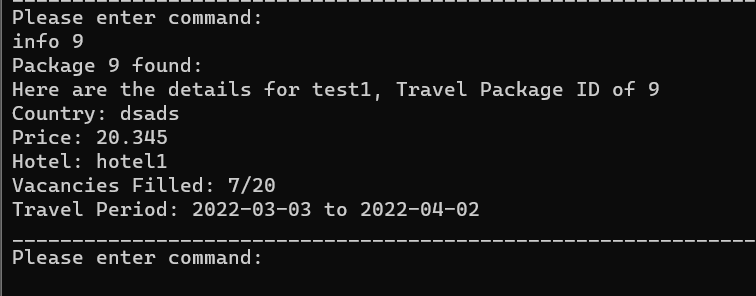 Please enter command:
info 9
Package 9 found:
Here are the details for test1, Travel Package ID of 9
Country: dsads
Price: 20.345
Hotel: hotel1
Vacancies Filled: 7/20
Travel Period: 2022-03-03 to 2022-04-02
_______________________________________________________________
Please enter command: